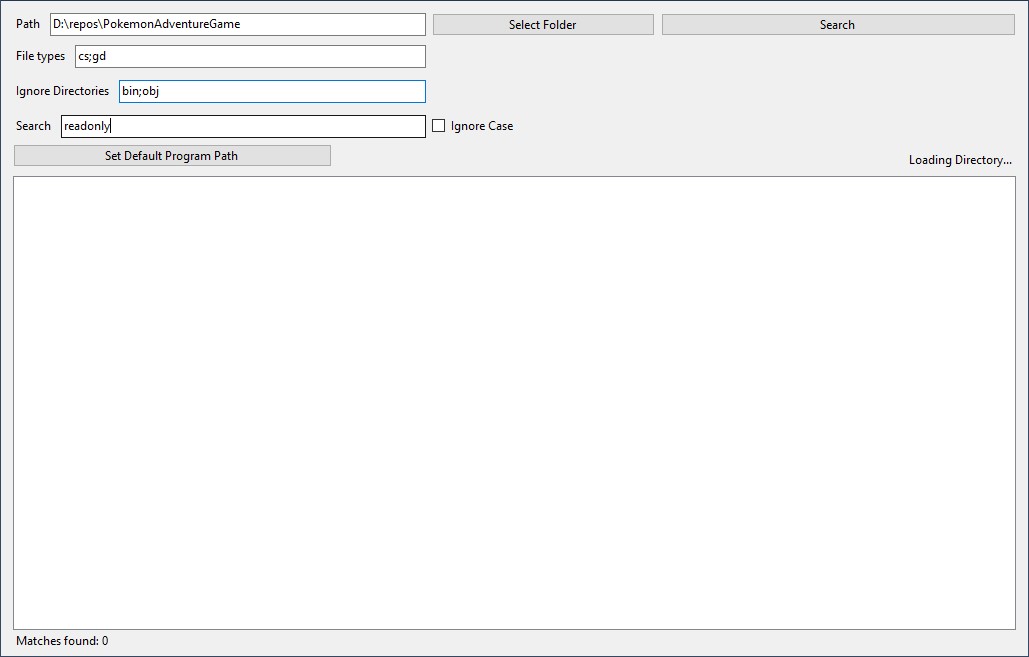 Path D:\repos\PokemonAdventureGame Select Folder Search
File types cs;gd
Ignore Directories bin;obj
Search readonly Ignore Case
Set Default Program Path
Loading Directory...
Matches found: 0